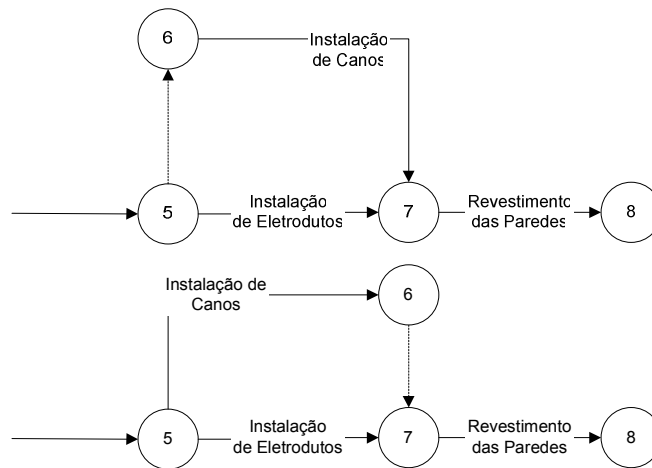 6
Instalação
de Canos
5
Instalação
de Eletrodutos
7
Revestimento
das Paredes
8
Instalação de
Canos
6
5
Instalação
de Eletrodutos
7
Revestimento
das Paredes
8